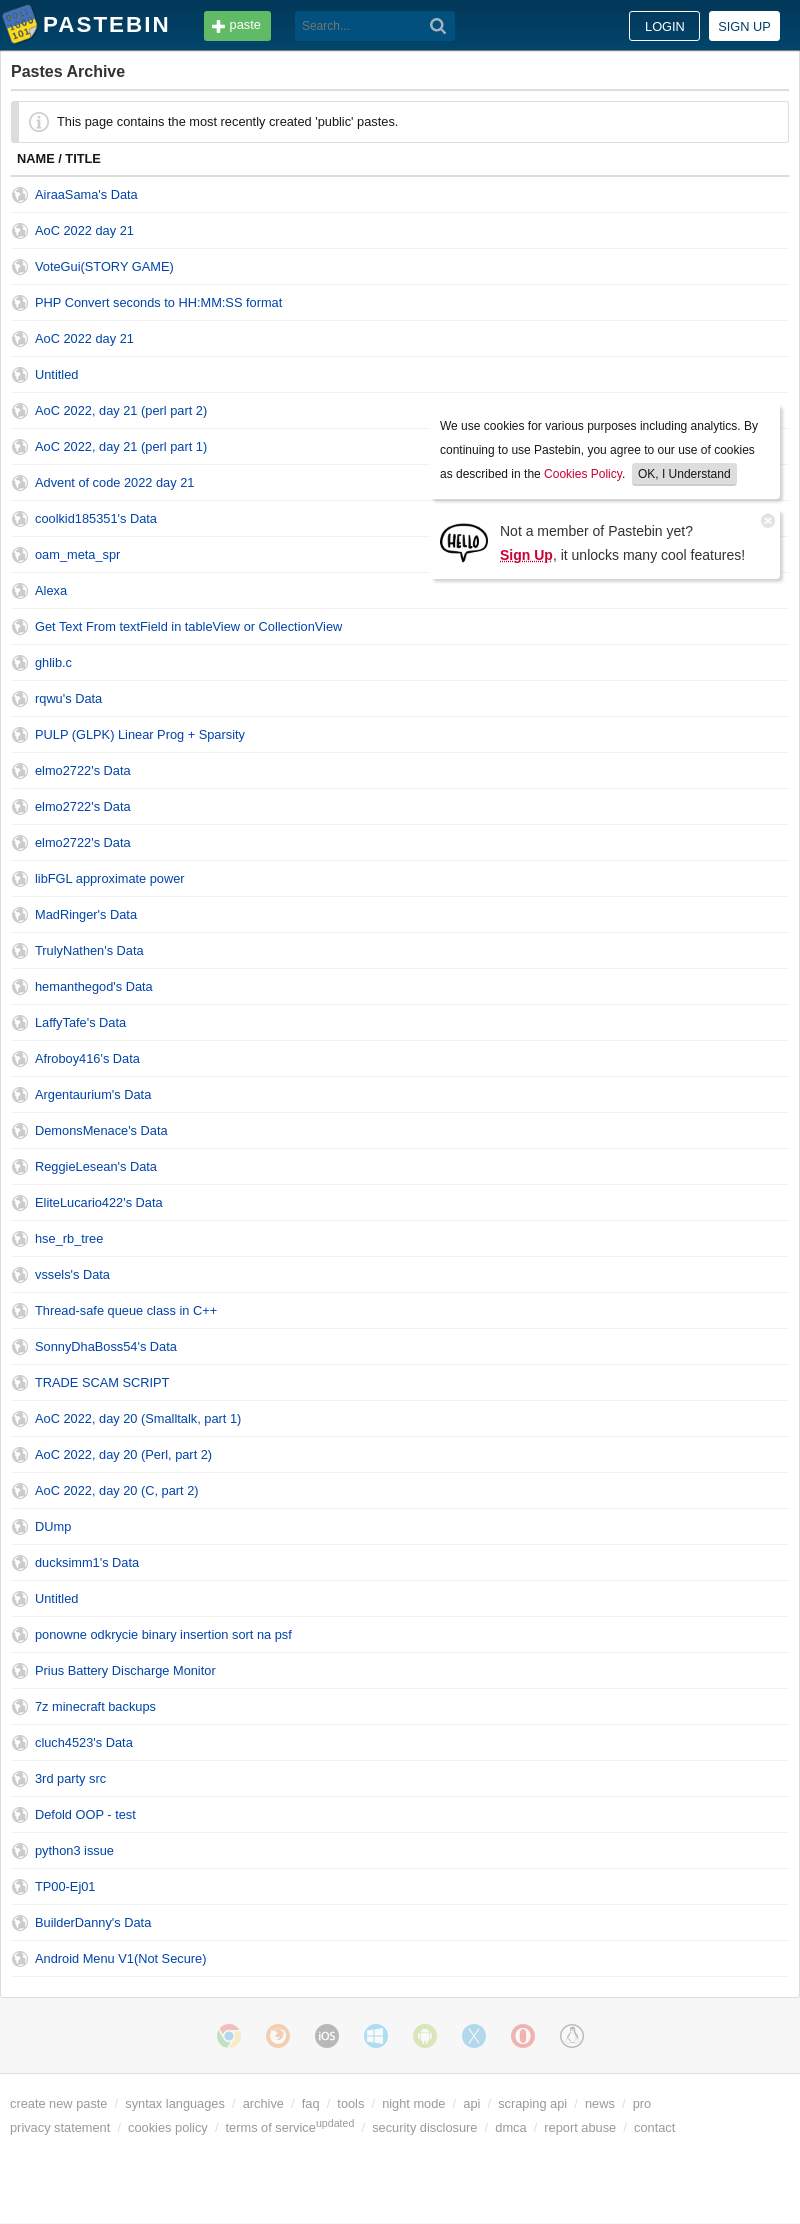 PASTEBIN
paste
Search...
LOGIN
SIGN UP
Pastes Archive
This page contains the most recently created 'public' pastes.
NAME / TITLE
AiraaSama's Data
AoC 2022 day 21
VoteGui(STORY GAME)
PHP Convert seconds to HH:MM:SS format
AoC 2022 day 21
Untitled
AoC 2022, day 21 (perl part 2)
AoC 2022, day 21 (perl part 1)
Advent of code 2022 day 21
coolkid185351's Data
oam_meta_spr
Alexa
We use cookies for various purposes including analytics. By
continuing to use Pastebin, you agree to our use of cookies
as described in the Cookies Policy. OK, I Understand
HELLO
Not a member of Pastebin yet?
Sign Up, it unlocks many cool features!
Get Text From textField in tableView or CollectionView
ghlib.c
rqwu's Data
PULP (GLPK) Linear Prog + Sparsity
elmo2722's Data
elmo2722's Data
elmo2722's Data
libFGL approximate power
MadRinger's Data
TrulyNathen's Data
hemanthegod's Data
LaffyTafe's Data
Afroboy416's Data
Argentaurium's Data
DemonsMenace's Data
ReggieLesean's Data
EliteLucario422's Data
hse_rb_tree
vssels's Data
Thread-safe queue class in C++
SonnyDhaBoss54's Data
TRADE SCAM SCRIPT
AoC 2022, day 20 (Smalltalk, part 1)
AoC 2022, day 20 (Perl, part 2)
AoC 2022, day 20 (C, part 2)
DUmp
ducksimm1's Data
Untitled
ponowne odkrycie binary insertion sort na psf
Prius Battery Discharge Monitor
7z minecraft backups
cluch4523's Data
3rd party src
Defold OOP - test
python3 issue
TP00-Ej01
BuilderDanny's Data
Android Menu V1(Not Secure)
iOS
create new paste / syntax languages / archive / faq / tools / night mode / api / scraping api / news / pro
privacy statement / cookies policy / terms of service updated / security disclosure / dmca / report abuse / contact